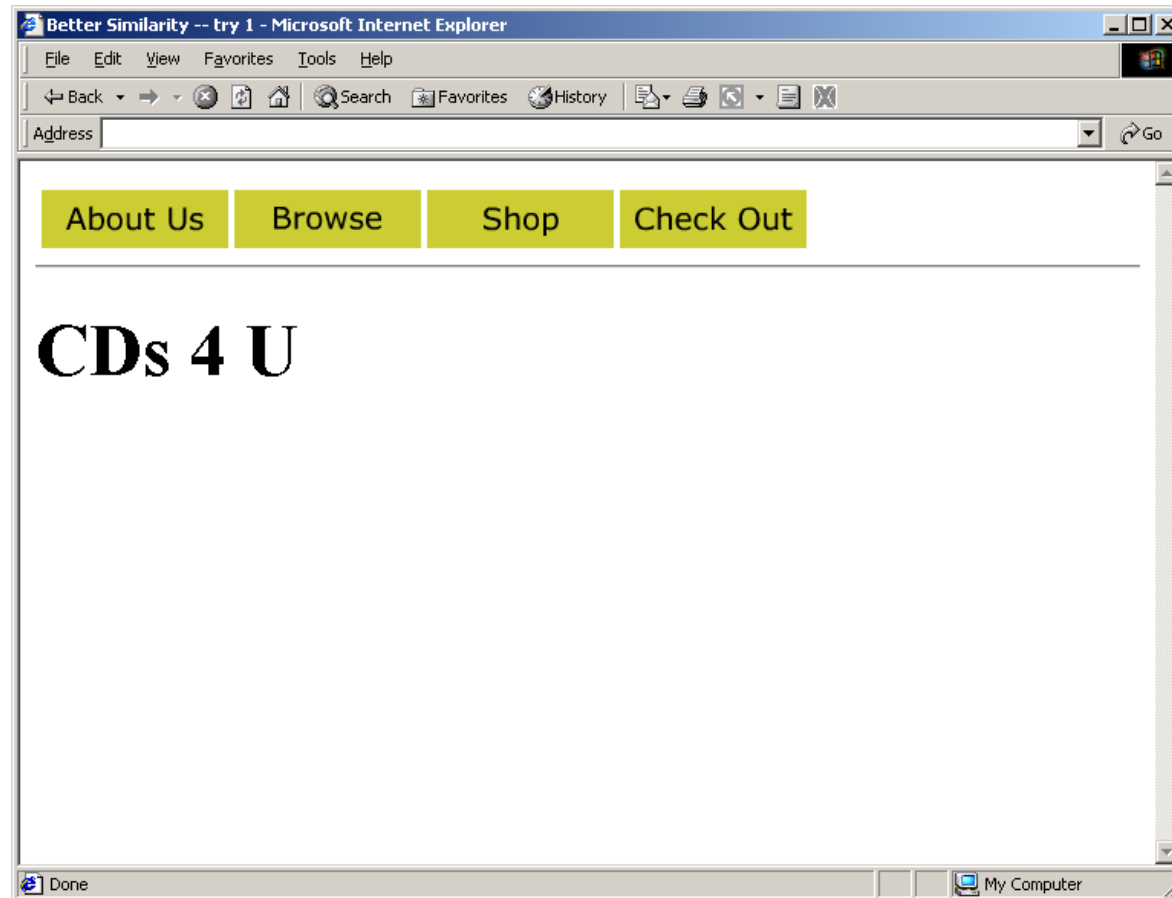 Better Similarity -- try 1 - Microsoft Internet Explorer
File Edit View Favorites Tools Help
Back Search Favorites History
Address Go
About Us Browse Shop Check Out
CDs 4 U
Done My Computer